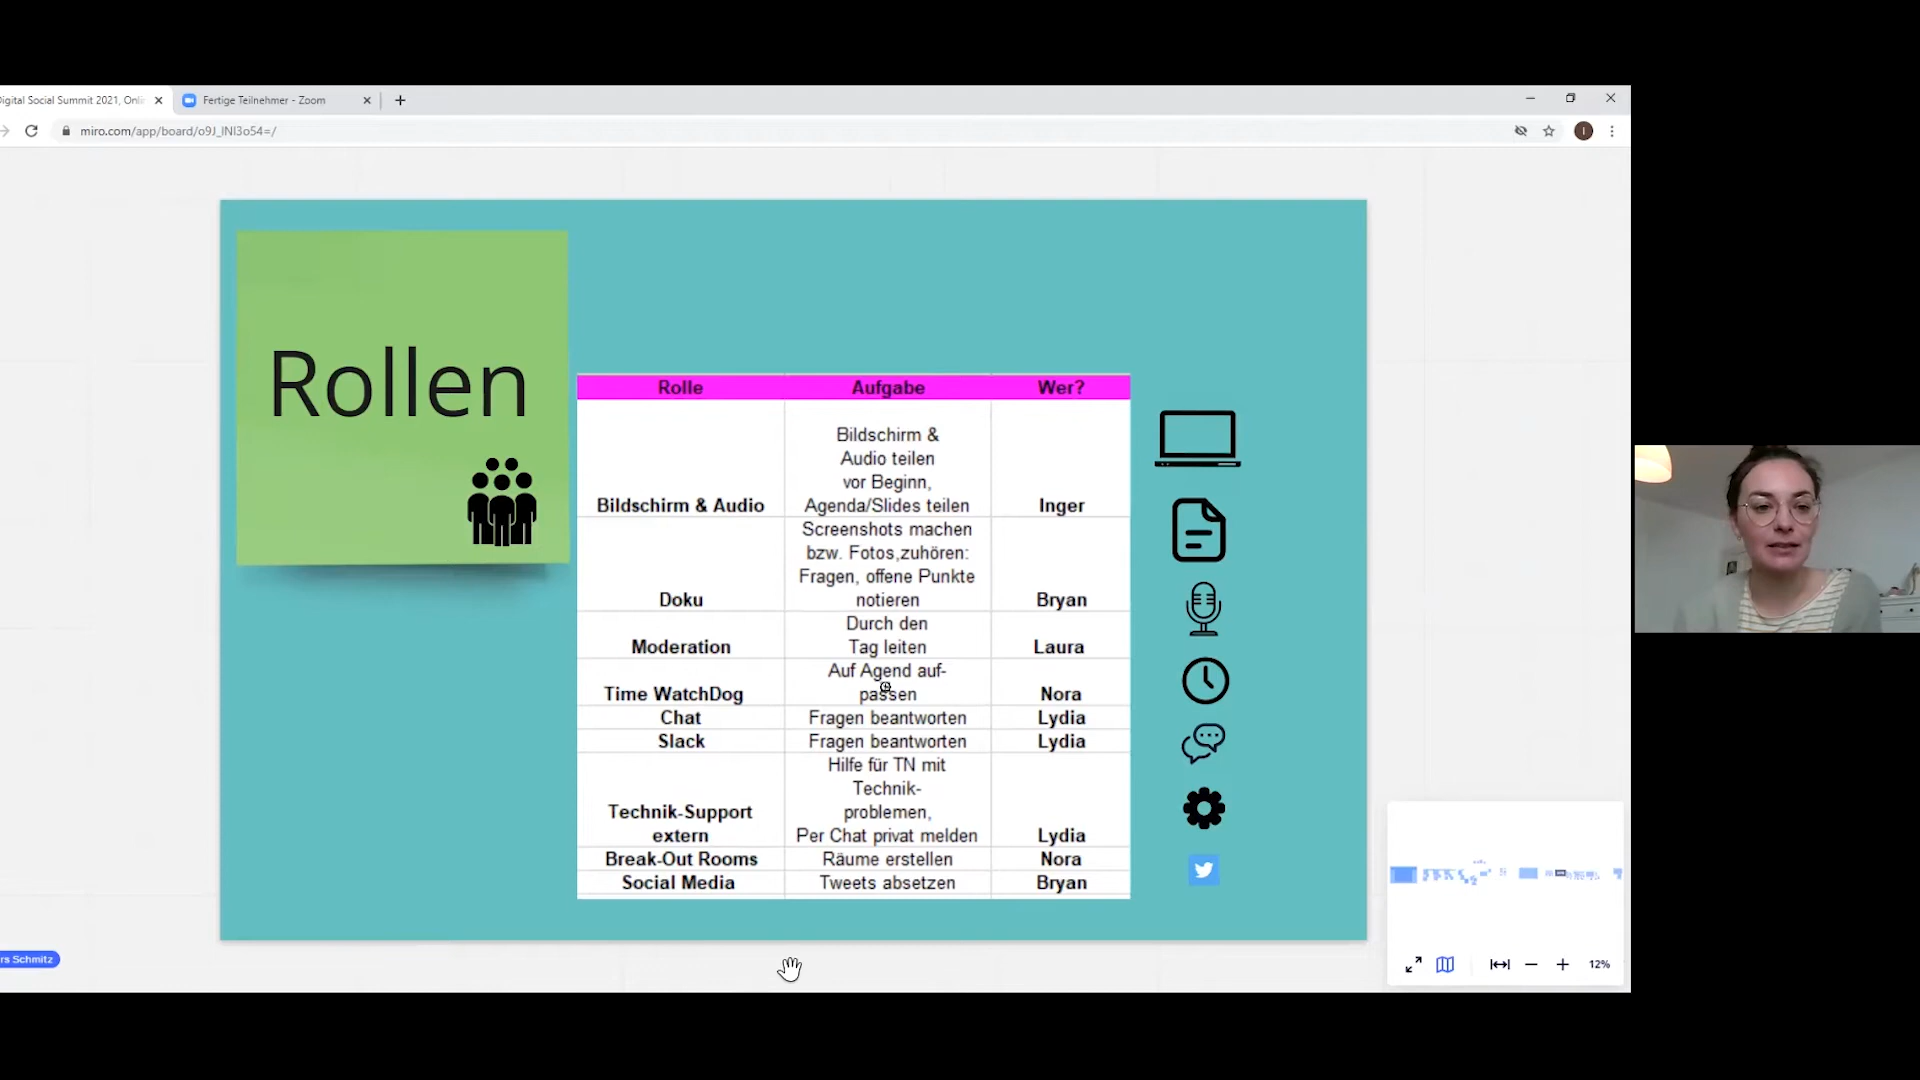 igital Social Summit 2021, Onli
Fertige Teilnehmer - Zoom
miro.com/app/board/o9J_lNI3o54=/
I
Rollen
Rolle Aufgabe Wer?
Bildschirm &
Audio teilen
vor Beginn,
Bildschirm & Audio Agenda/Slides teilen Inger
Screenshots machen
bzw. Fotos,zuhören:
Fragen, offene Punkte
Doku notieren Bryan
Durch den
Moderation Tag leiten Laura
Auf Agend auf-
Time WatchDog passen Nora
Chat Fragen beantworten Lydia
Slack Fragen beantworten Lydia
Hilfe für TN mit
Technik-
Technik-Support problemen,
extern Per Chat privat melden Lydia
Break-Out Rooms Räume erstellen Nora
Social Media Tweets absetzen Bryan
rs Schmitz
12%